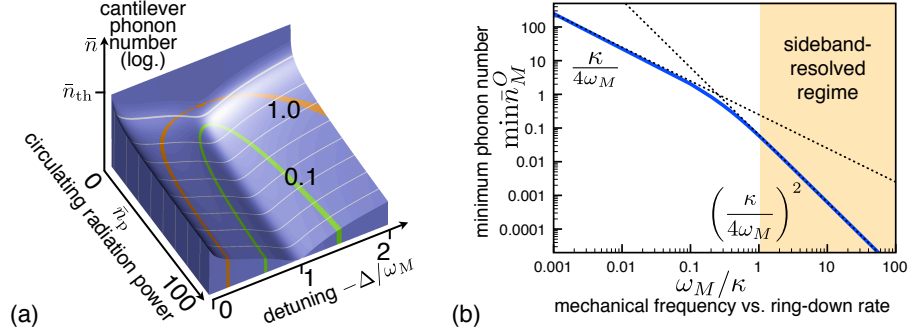 (a)
cantilever
phonon
number
(log.)
n̄
n̄_th
0
n̄_p
100
circulating radiation power
1.0
0.1
0
1
2
detuning −Δ/ω_M
(b)
minimum phonon number
min n̄_M^O
100
10
1
0.1
0.01
0.001
0.0001
κ/4ω_M
(κ/4ω_M)^2
sideband-
resolved
regime
0.001
0.01
0.1
1
10
100
ω_M/κ
mechanical frequency vs. ring-down rate